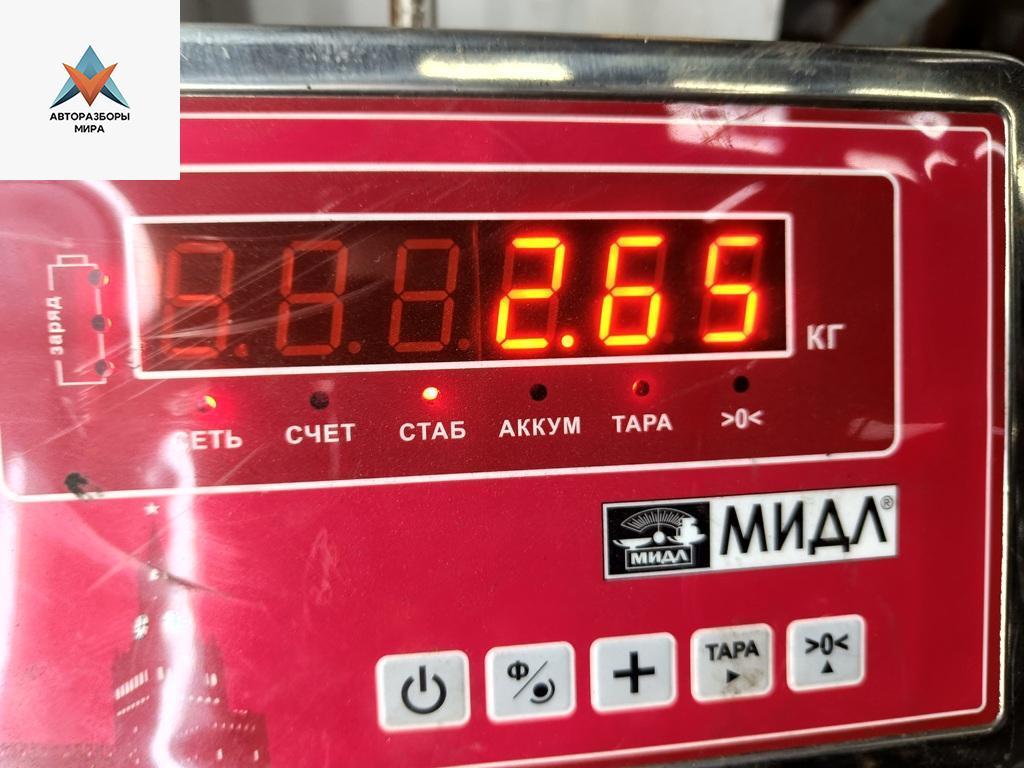 АВТОРАЗБОРЫ
МИРА
заряд
2.65
КГ
СЕТЬ СЧЕТ СТАБ АККУМ ТАРА >0<
МИДЛ МИДЛ®
Ф/ + ТАРА >0<